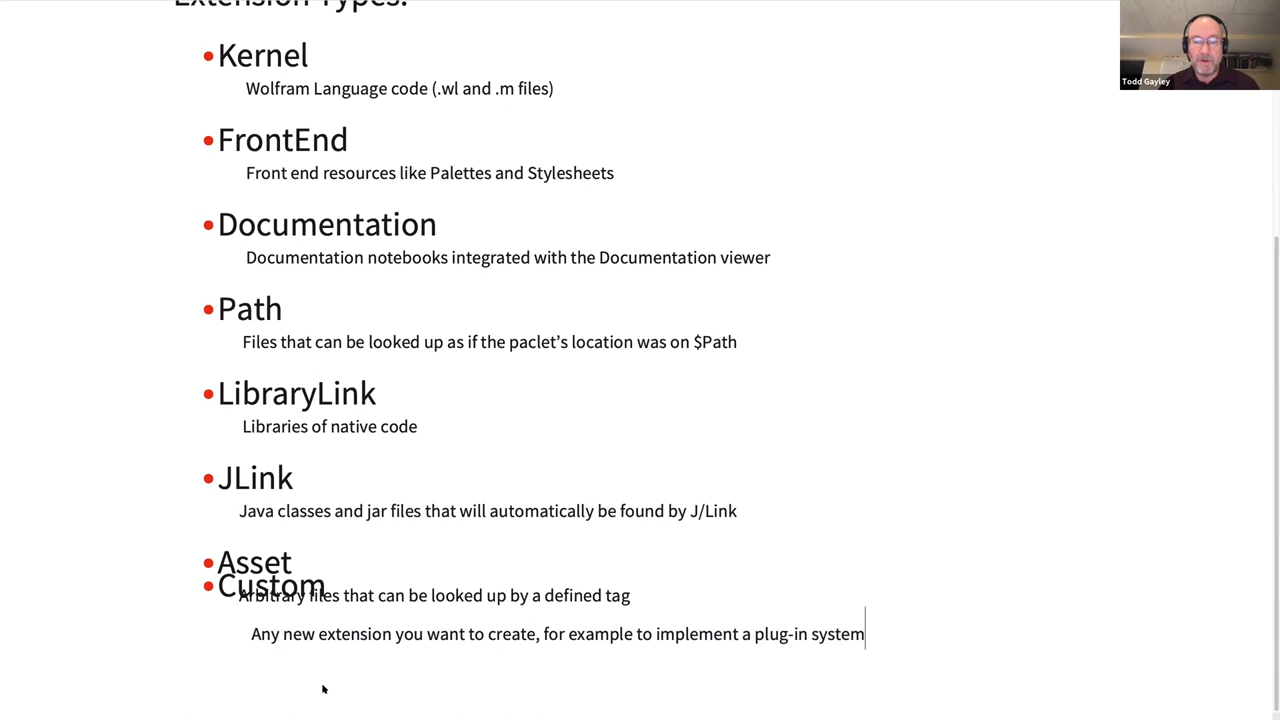 Extension Types:
•Kernel
Wolfram Language code (.wl and .m files)
•FrontEnd
Front end resources like Palettes and Stylesheets
•Documentation
Documentation notebooks integrated with the Documentation viewer
•Path
Files that can be looked up as if the paclet’s location was on $Path
•LibraryLink
Libraries of native code
•JLink
Java classes and jar files that will automatically be found by J/Link
•Asset
•Custom
Arbitrary files that can be looked up by a defined tag
Any new extension you want to create, for example to implement a plug-in system
Todd Gayley